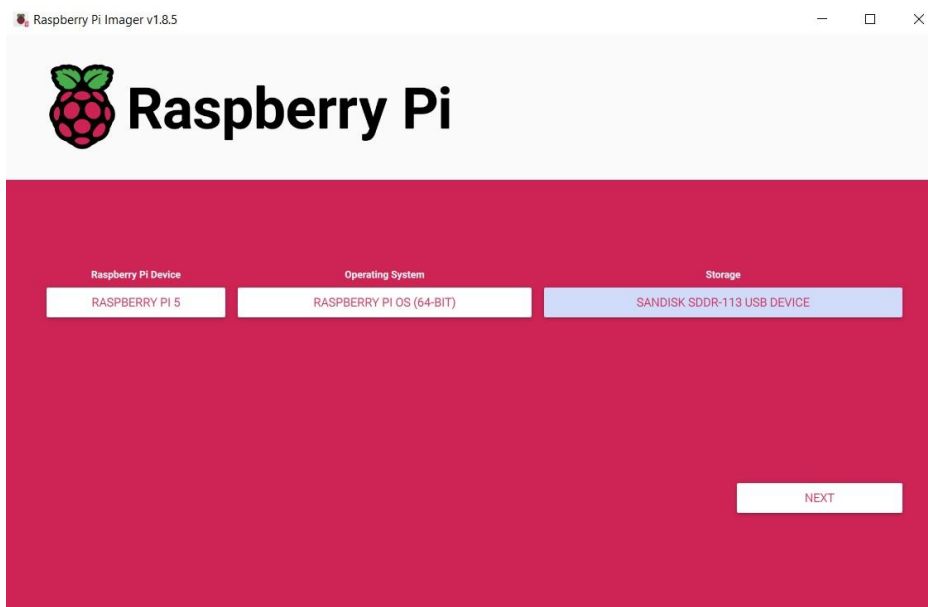 Raspberry Pi Imager v1.8.5
Raspberry Pi
Raspberry Pi Device
Operating System
Storage
RASPBERRY PI 5
RASPBERRY PI OS (64-BIT)
SANDISK SDDR-113 USB DEVICE
NEXT